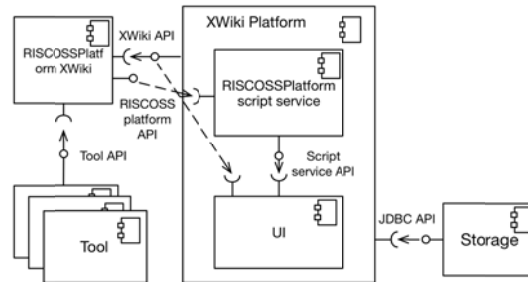 XWiki Platform
XWiki API
RISCOSSPlatf
orm XWiki
RISCOSSPlatform
script service
RISCOSS
platform
API
Tool API
Script
service API
JDBC API
UI
Storage
Tool